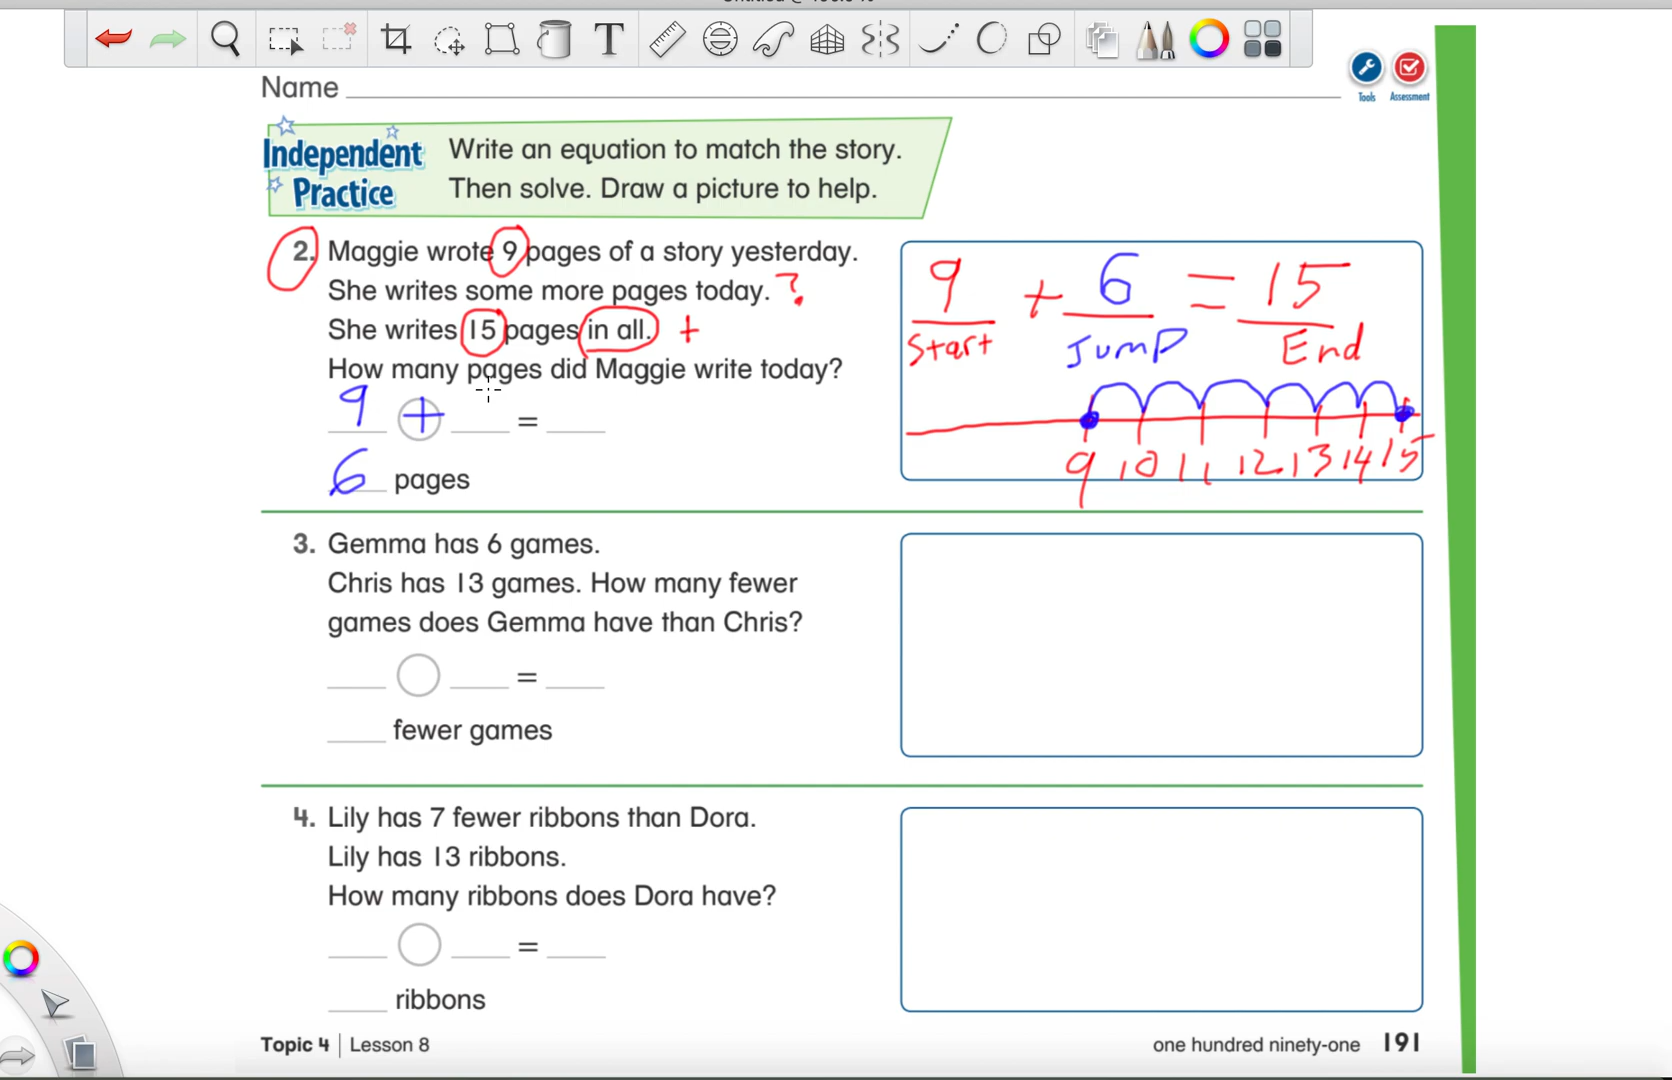 Name
Independent Practice
Write an equation to match the story.
Then solve. Draw a picture to help.
2. Maggie wrote 9 pages of a story yesterday.
She writes some more pages today. ?
She writes 15 pages in all. +
How many pages did Maggie write today?
9 + =
6 pages
9 + 6 = 15
Start Jump End
9 10 11 12 13 14 15
3. Gemma has 6 games.
Chris has 13 games. How many fewer
games does Gemma have than Chris?
=
fewer games
4. Lily has 7 fewer ribbons than Dora.
Lily has 13 ribbons.
How many ribbons does Dora have?
=
ribbons
Topic 4 | Lesson 8
one hundred ninety-one 191
T
Tools Assessment